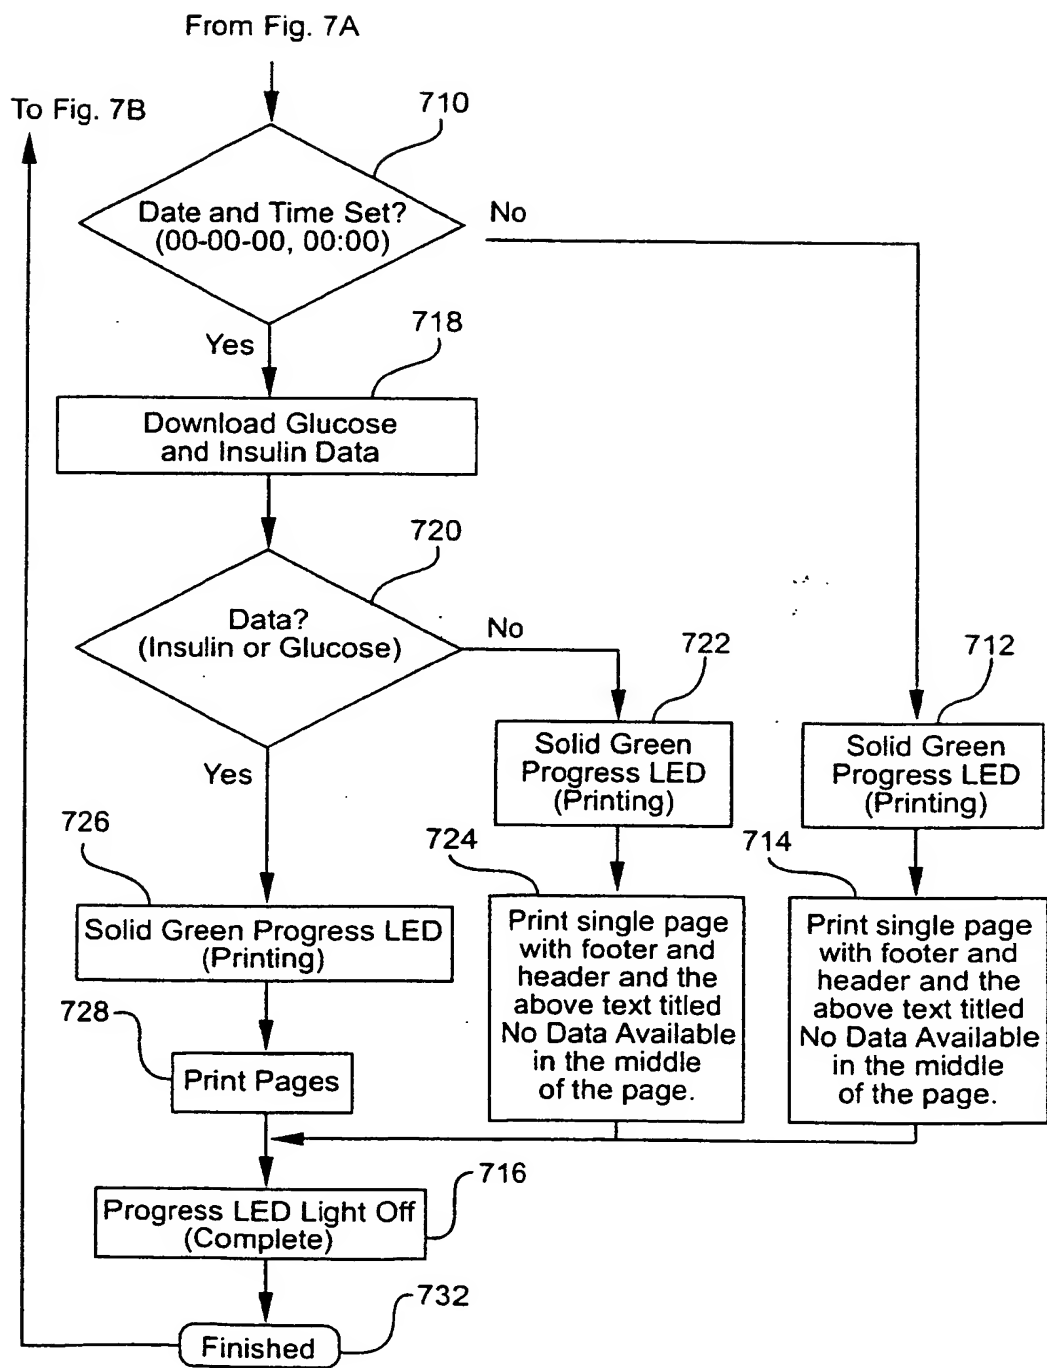 From Fig. 7A
To Fig. 7B
710
Date and Time Set?
(00-00-00, 00:00)
No
Yes
718
Download Glucose
and Insulin Data
720
Data?
(Insulin or Glucose)
No
Yes
722
Solid Green
Progress LED
(Printing)
712
Solid Green
Progress LED
(Printing)
726
Solid Green Progress LED
(Printing)
724
Print single page
with footer and
header and the
above text titled
No Data Available
in the middle
of the page.
714
Print single page
with footer and
header and the
above text titled
No Data Available
in the middle
of the page.
728
Print Pages
716
Progress LED Light Off
(Complete)
732
Finished